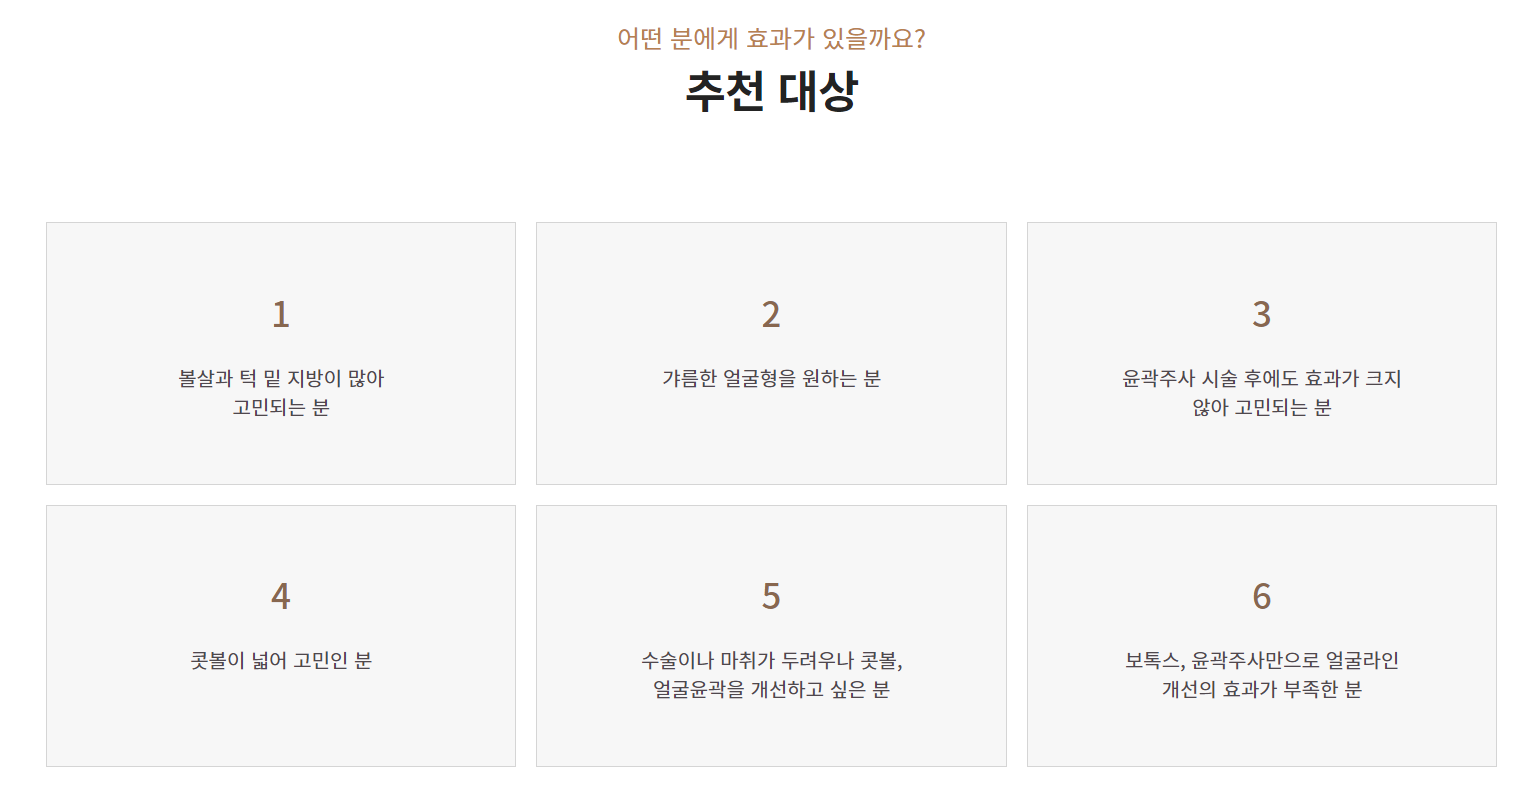 어떤 분에게 효과가 있을까요?
추천 대상
1
볼살과 턱 밑 지방이 많아
고민되는 분
2
갸름한 얼굴형을 원하는 분
3
윤곽주사 시술 후에도 효과가 크지
않아 고민되는 분
4
콧볼이 넓어 고민인 분
5
수술이나 마취가 두려우나 콧볼,
얼굴윤곽을 개선하고 싶은 분
6
보톡스, 윤곽주사만으로 얼굴라인
개선의 효과가 부족한 분